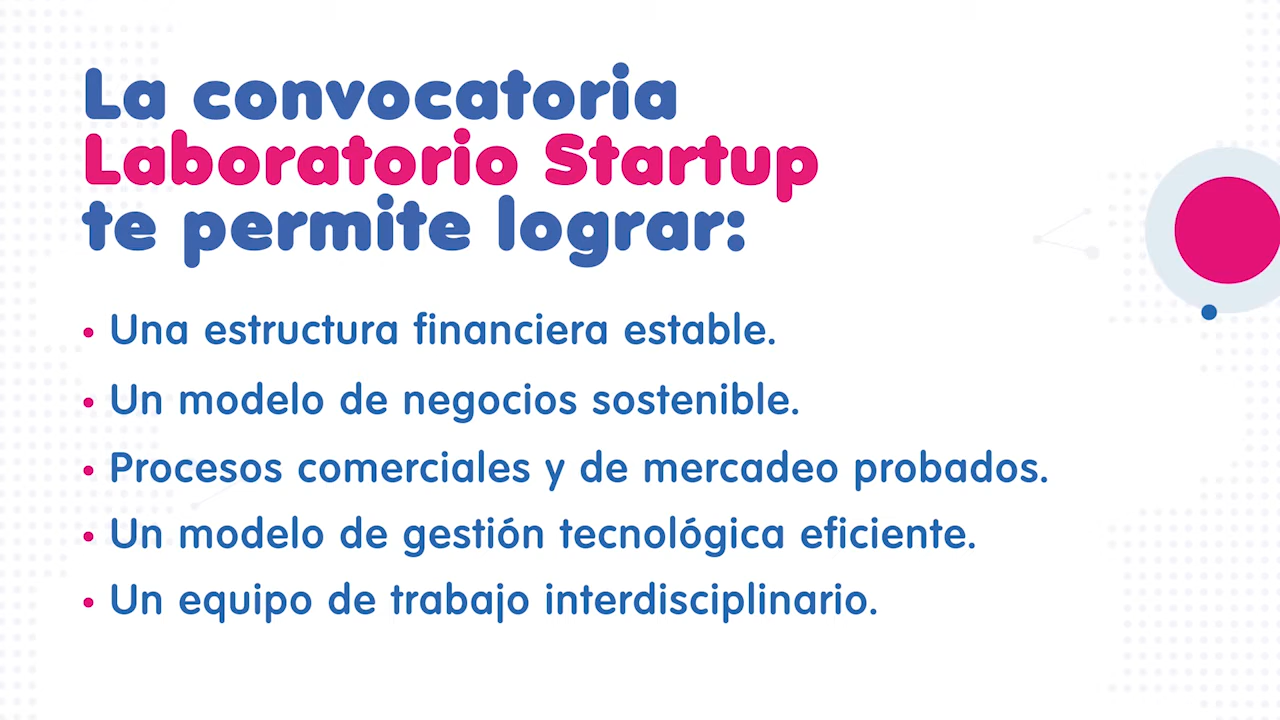 La convocatoria
Laboratorio Startup
te permite lograr:
• Una estructura financiera estable.
• Un modelo de negocios sostenible.
• Procesos comerciales y de mercadeo probados.
• Un modelo de gestión tecnológica eficiente.
• Un equipo de trabajo interdisciplinario.